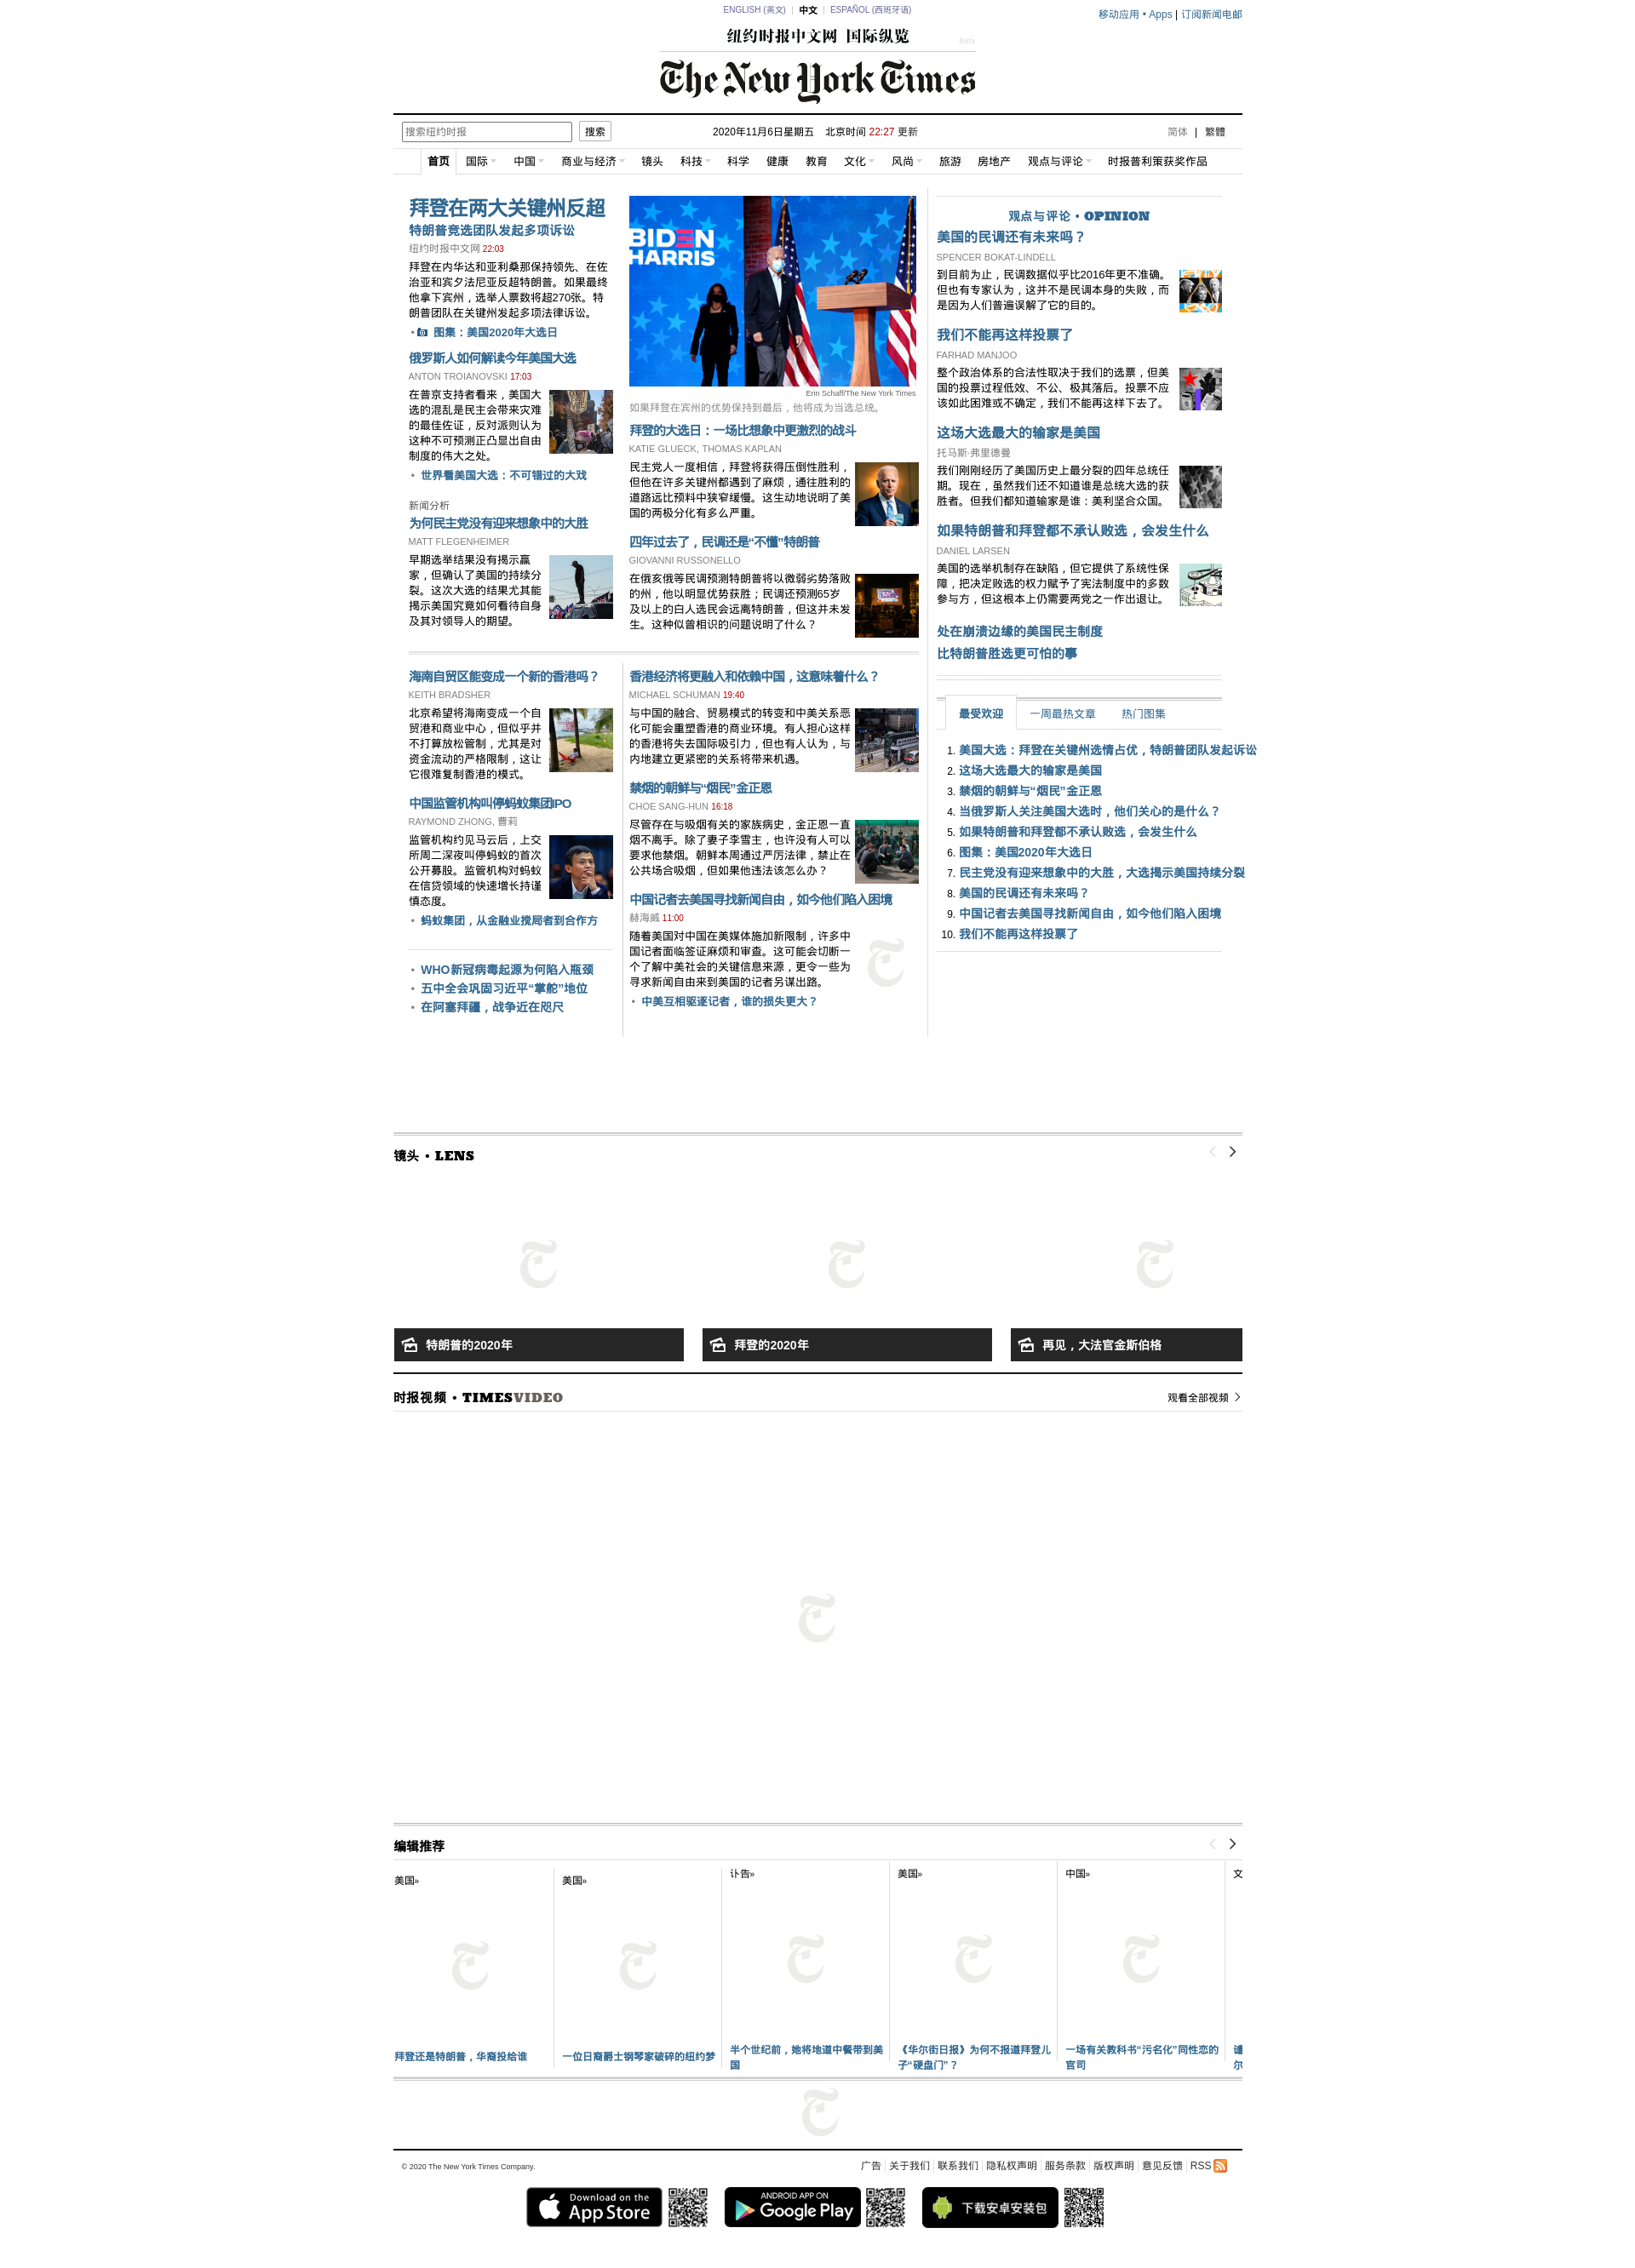 ENGLISH (英文) 中文 ESPAÑOL (西班牙语)
移动应用 • Apps | 订阅新闻电邮
纽约时报中文网 国际纵览
Beta
The New York Times
搜索纽约时报 搜索
2020年11月6日星期五 北京时间 22:27 更新
简体 | 繁體
首页 国际 中国 商业与经济 镜头 科技 科学 健康 教育 文化 风尚 旅游 房地产 观点与评论 时报普利策获奖作品
拜登在两大关键州反超
特朗普竞选团队发起多项诉讼
纽约时报中文网 22:03
拜登在内华达和亚利桑那保持领先、在佐
治亚和宾夕法尼亚反超特朗普。如果最终
他拿下宾州，选举人票数将超270张。特
朗普团队在关键州发起多项法律诉讼。
• 图集：美国2020年大选日
俄罗斯人如何解读今年美国大选
ANTON TROIANOVSKI 17:03
在普京支持者看来，美国大
选的混乱是民主会带来灾难
的最佳佐证，反对派则认为
这种不可预测正凸显出自由
制度的伟大之处。
• 世界看美国大选：不可错过的大戏
新闻分析
为何民主党没有迎来想象中的大胜
MATT FLEGENHEIMER
早期选举结果没有揭示赢
家，但确认了美国的持续分
裂。这次大选的结果尤其能
揭示美国究竟如何看待自身
及其对领导人的期望。
BIDEN
HARRIS
Erin Schaff/The New York Times
如果拜登在宾州的优势保持到最后，他将成为当选总统。
拜登的大选日：一场比想象中更激烈的战斗
KATIE GLUECK, THOMAS KAPLAN
民主党人一度相信，拜登将获得压倒性胜利，
但他在许多关键州都遇到了麻烦，通往胜利的
道路远比预料中狭窄缓慢。这生动地说明了美
国的两极分化有多么严重。
四年过去了，民调还是“不懂”特朗普
GIOVANNI RUSSONELLO
在俄亥俄等民调预测特朗普将以微弱劣势落败
的州，他以明显优势获胜；民调还预测65岁
及以上的白人选民会远离特朗普，但这并未发
生。这种似曾相识的问题说明了什么？
海南自贸区能变成一个新的香港吗？
KEITH BRADSHER
北京希望将海南变成一个自
贸港和商业中心，但似乎并
不打算放松管制，尤其是对
资金流动的严格限制，这让
它很难复制香港的模式。
中国监管机构叫停蚂蚁集团IPO
RAYMOND ZHONG, 曹莉
监管机构约见马云后，上交
所周二深夜叫停蚂蚁的首次
公开募股。监管机构对蚂蚁
在信贷领域的快速增长持谨
慎态度。
• 蚂蚁集团，从金融业搅局者到合作方
• WHO新冠病毒起源为何陷入瓶颈
• 五中全会巩固习近平“掌舵”地位
• 在阿塞拜疆，战争近在咫尺
香港经济将更融入和依赖中国，这意味着什么？
MICHAEL SCHUMAN 19:40
与中国的融合、贸易模式的转变和中美关系恶
化可能会重塑香港的商业环境。有人担心这样
的香港将失去国际吸引力，但也有人认为，与
内地建立更紧密的关系将带来机遇。
禁烟的朝鲜与“烟民”金正恩
CHOE SANG-HUN 16:18
尽管存在与吸烟有关的家族病史，金正恩一直
烟不离手。除了妻子李雪主，也许没有人可以
要求他禁烟。朝鲜本周通过严厉法律，禁止在
公共场合吸烟，但如果他违法该怎么办？
中国记者去美国寻找新闻自由，如今他们陷入困境
赫海威 11:00
随着美国对中国在美媒体施加新限制，许多中
国记者面临签证麻烦和审查。这可能会切断一
个了解中美社会的关键信息来源，更令一些为
寻求新闻自由来到美国的记者另谋出路。
• 中美互相驱逐记者，谁的损失更大？
观点与评论 • OPINION
美国的民调还有未来吗？
SPENCER BOKAT-LINDELL
到目前为止，民调数据似乎比2016年更不准确。
但也有专家认为，这并不是民调本身的失败，而
是因为人们普遍误解了它的目的。
我们不能再这样投票了
FARHAD MANJOO
整个政治体系的合法性取决于我们的选票，但美
国的投票过程低效、不公、极其落后。投票不应
该如此困难或不确定，我们不能再这样下去了。
这场大选最大的输家是美国
托马斯·弗里德曼
我们刚刚经历了美国历史上最分裂的四年总统任
期。现在，虽然我们还不知道谁是总统大选的获
胜者。但我们都知道输家是谁：美利坚合众国。
如果特朗普和拜登都不承认败选，会发生什么
DANIEL LARSEN
美国的选举机制存在缺陷，但它提供了系统性保
障，把决定败选的权力赋予了宪法制度中的多数
参与方，但这根本上仍需要两党之一作出退让。
处在崩溃边缘的美国民主制度
比特朗普胜选更可怕的事
最受欢迎 一周最热文章 热门图集
1. 美国大选：拜登在关键州选情占优，特朗普团队发起诉讼
2. 这场大选最大的输家是美国
3. 禁烟的朝鲜与“烟民”金正恩
4. 当俄罗斯人关注美国大选时，他们关心的是什么？
5. 如果特朗普和拜登都不承认败选，会发生什么
6. 图集：美国2020年大选日
7. 民主党没有迎来想象中的大胜，大选揭示美国持续分裂
8. 美国的民调还有未来吗？
9. 中国记者去美国寻找新闻自由，如今他们陷入困境
10. 我们不能再这样投票了
镜头 • LENS
特朗普的2020年
拜登的2020年
再见，大法官金斯伯格
时报视频 • TIMESVIDEO
观看全部视频
编辑推荐
美国» 美国» 讣告» 美国» 中国» 文
拜登还是特朗普，华裔投给谁
一位日裔爵士钢琴家破碎的纽约梦
半个世纪前，她将地道中餐带到美
国
《华尔街日报》为何不报道拜登儿
子“硬盘门”？
一场有关教科书“污名化”同性恋的
官司
尔
© 2020 The New York Times Company.
广告 关于我们 联系我们 隐私权声明 服务条款 版权声明 意见反馈 RSS
Download on the
App Store
ANDROID APP ON
Google Play
下载安卓安装包